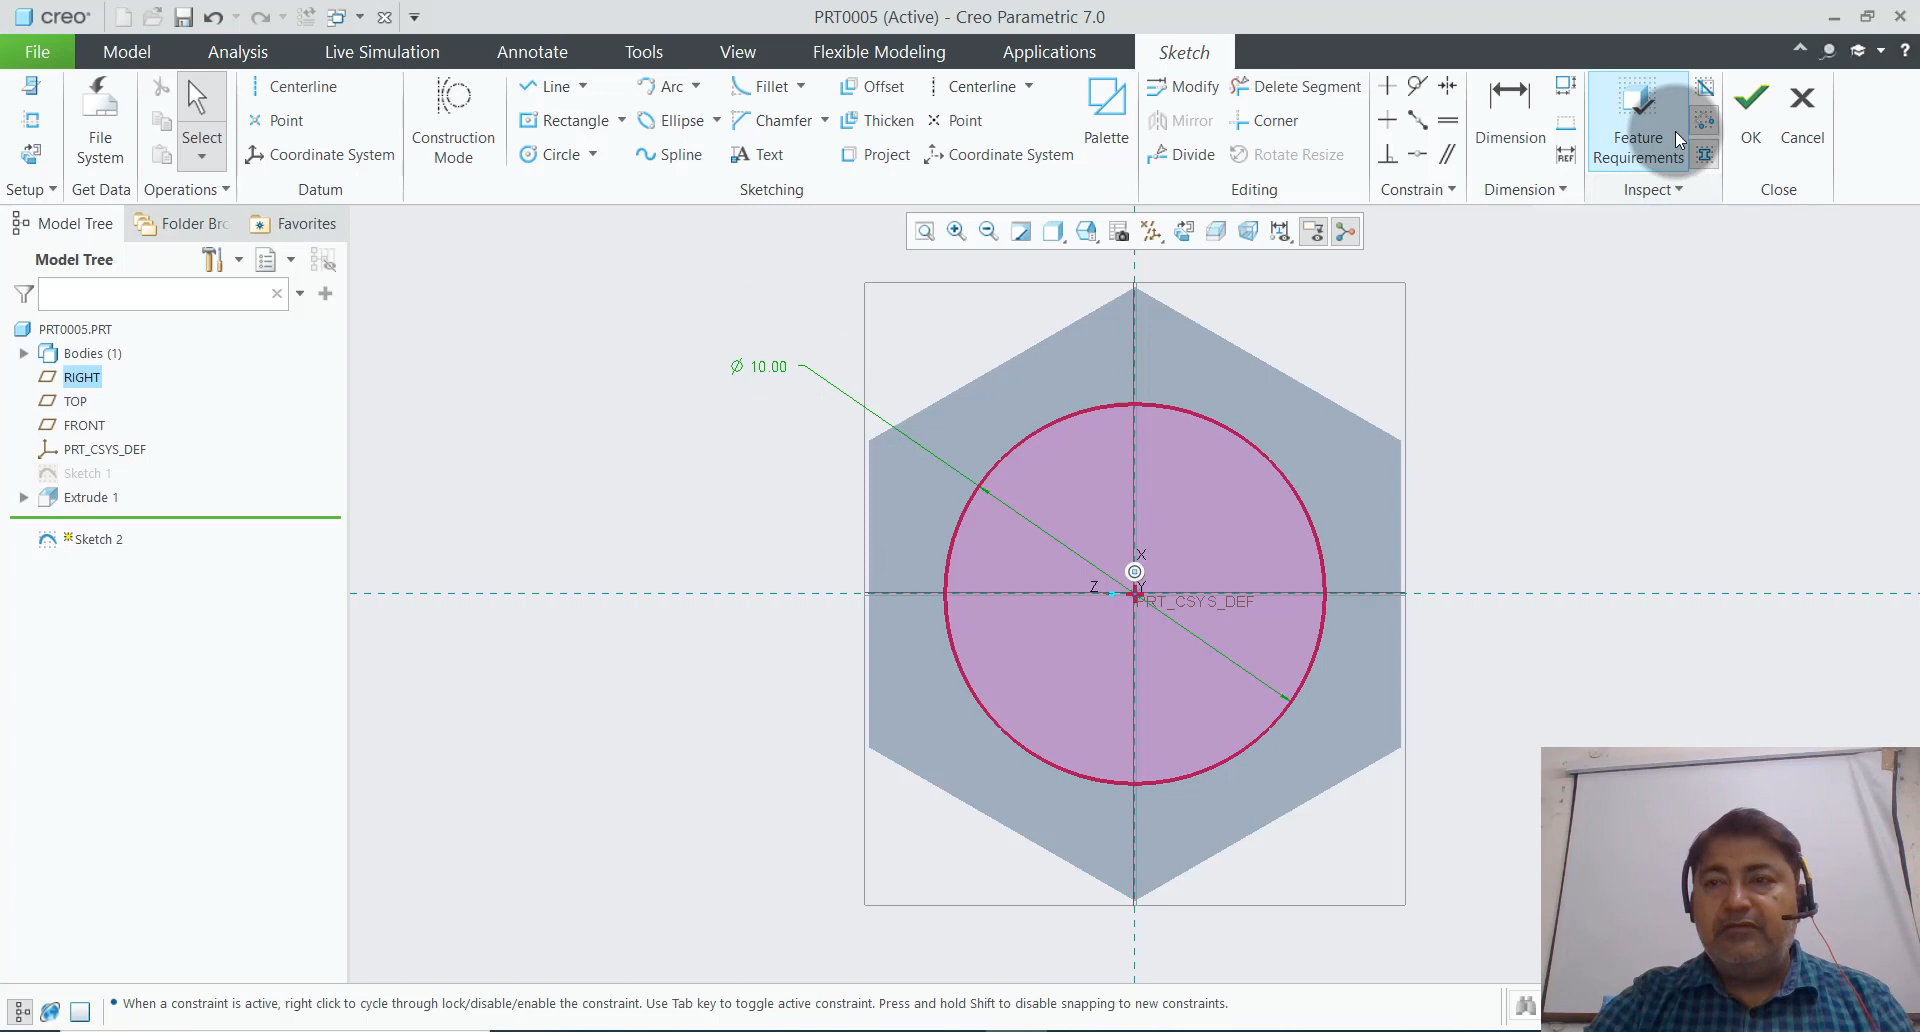 creo
PRT0005 (Active) - Creo Parametric 7.0
File Model Analysis Live Simulation Annotate Tools View Flexible Modeling Applications Sketch
Centerline Line Arc Fillet Offset Centerline Modify Delete Segment
Point Rectangle Ellipse Chamfer Thicken Point Mirror Corner
Coordinate System Circle Spline Text Project Coordinate System Divide Rotate Resize
File System Select Construction Mode Palette Dimension Feature Requirements OK Cancel
REF
Setup Get Data Operations Datum Sketching Editing Constrain Dimension Inspect Close
Model Tree Folder Bro Favorites
Model Tree
PRT0005.PRT
Bodies (1)
RIGHT
TOP
FRONT
PRT_CSYS_DEF
Sketch 1
Extrude 1
Sketch 2
Ø 10.00
X
Z Y
PRT_CSYS_DEF
When a constraint is active, right click to cycle through lock/disable/enable the constraint. Use Tab key to toggle active constraint. Press and hold Shift to disable snapping to new constraints.